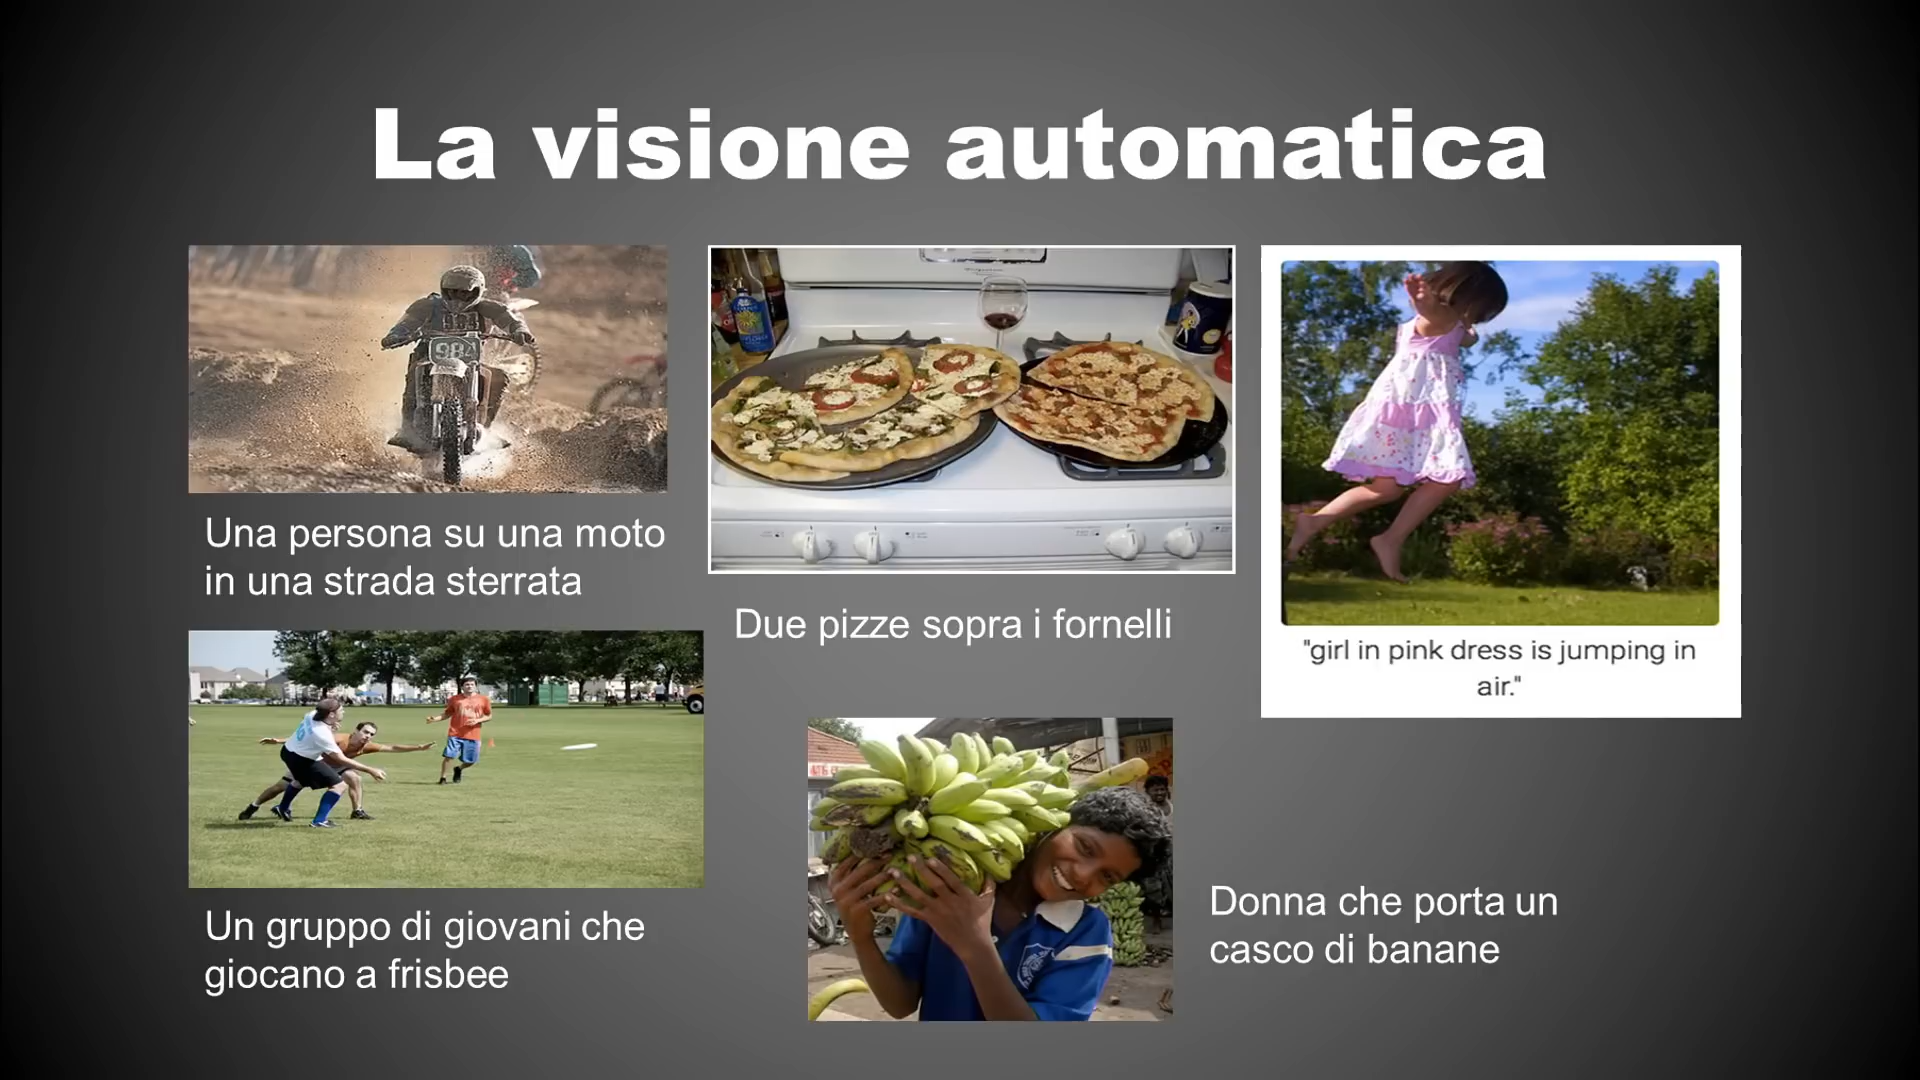 La visione automatica
984
Una persona su una moto
in una strada sterrata
Due pizze sopra i fornelli
"girl in pink dress is jumping in
air."
Un gruppo di giovani che
giocano a frisbee
Donna che porta un
casco di banane